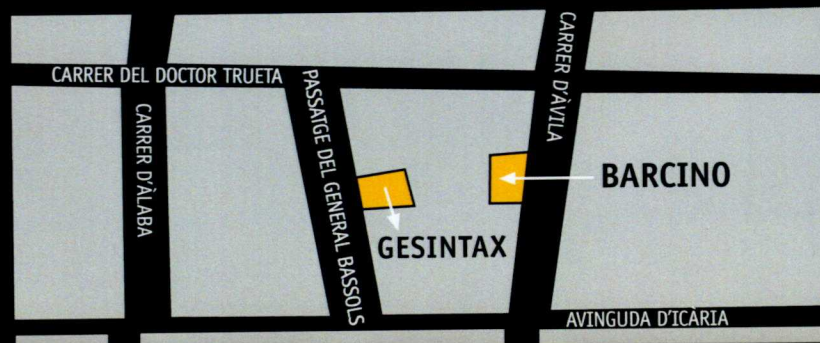 CARRER DEL DOCTOR TRUETA
CARRER D'ÀLABA
PASSATGE DEL GENERAL BASSOLS
CARRER D'ÀVILA
BARCINO
GESINTAX
AVINGUDA D'ICÀRIA